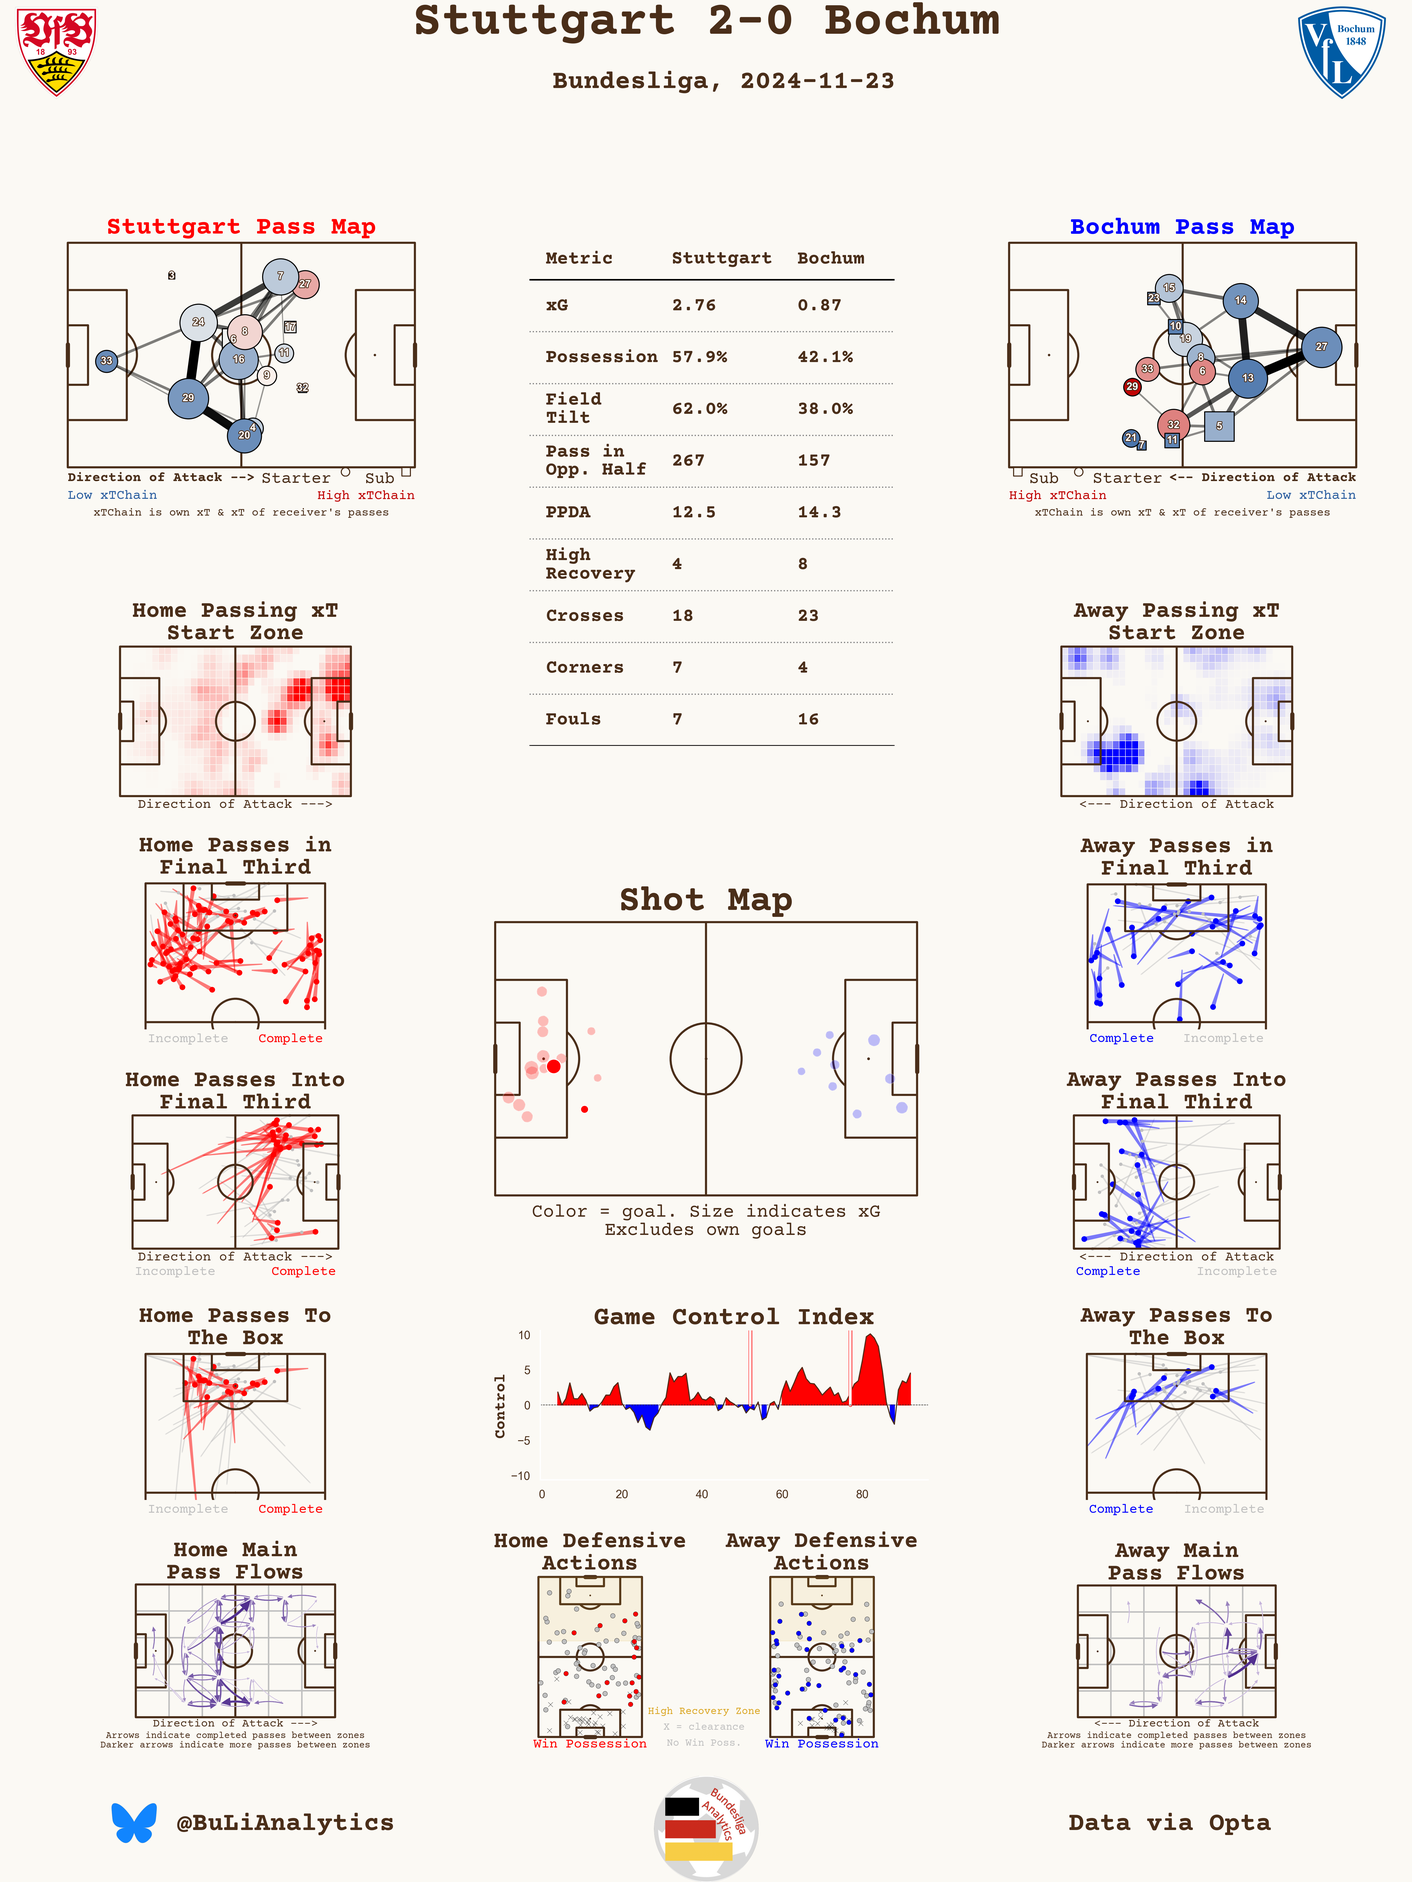 Stuttgart 2-0 Bochum
Bundesliga, 2024-11-23
18 93
VfL
Bochum
1848
Stuttgart Pass Map
3
7
27
24
8
17
6
11
16
33
9
32
29
4
20
Direction of Attack --> Starter Sub
Low xTChain High xTChain
xTChain is own xT & xT of receiver's passes
Metric Stuttgart Bochum
xG 2.76 0.87
Possession 57.9% 42.1%
Field
Tilt 62.0% 38.0%
Pass in
Opp. Half 267 157
PPDA 12.5 14.3
High
Recovery 4 8
Crosses 18 23
Corners 7 4
Fouls 7 16
Bochum Pass Map
15
23
14
10
19
27
8
33
6
13
29
32
5
21
7
11
Sub Starter <-- Direction of Attack
High xTChain Low xTChain
xTChain is own xT & xT of receiver's passes
Home Passing xT
Start Zone
Direction of Attack --->
Away Passing xT
Start Zone
<--- Direction of Attack
Home Passes in
Final Third
Incomplete Complete
Away Passes in
Final Third
Complete Incomplete
Shot Map
Color = goal. Size indicates xG
Excludes own goals
Home Passes Into
Final Third
Direction of Attack --->
Incomplete Complete
Away Passes Into
Final Third
<--- Direction of Attack
Complete Incomplete
Home Passes To
The Box
Incomplete Complete
Game Control Index
Control
10
5
0
−5
−10
0 20 40 60 80
Away Passes To
The Box
Complete Incomplete
Home Main
Pass Flows
Direction of Attack --->
Arrows indicate completed passes between zones
Darker arrows indicate more passes between zones
Home Defensive
Actions
Win Possession
High Recovery Zone
X = clearance
No Win Poss.
Away Defensive
Actions
Win Possession
Away Main
Pass Flows
<--- Direction of Attack
Arrows indicate completed passes between zones
Darker arrows indicate more passes between zones
@BuLiAnalytics
Bundesliga
Analytics
Data via Opta